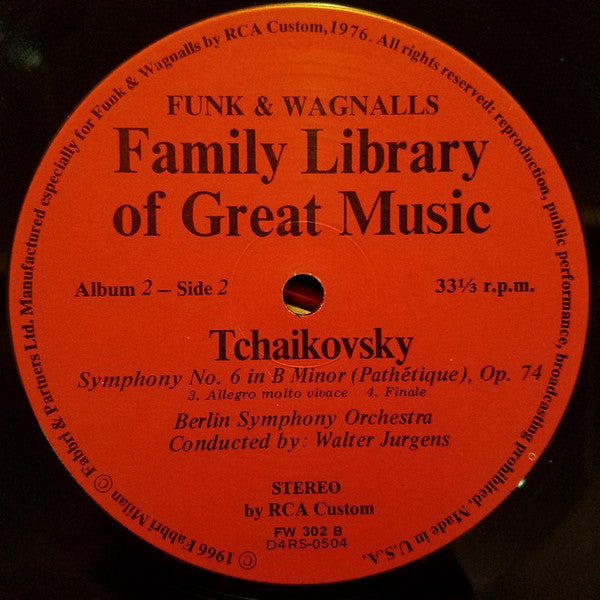 © 1966 Fabbri Milan © Fabbri & Partners Ltd. Manufactured especially for Funk & Wagnalls by RCA Custom, 1976. All rights reserved: reproduction, public performance, broadcasting prohibited. Made in U.S.A.
FUNK & WAGNALLS
Family Library
of Great Music
Album 2 – Side 2 33⅓ r.p.m.
Tchaikovsky
Symphony No. 6 in B Minor (Pathétique), Op. 74
3. Allegro molto vivace 4. Finale
Berlin Symphony Orchestra
Conducted by: Walter Jurgens
STEREO
by RCA Custom
FW 302 B
D4RS-0504